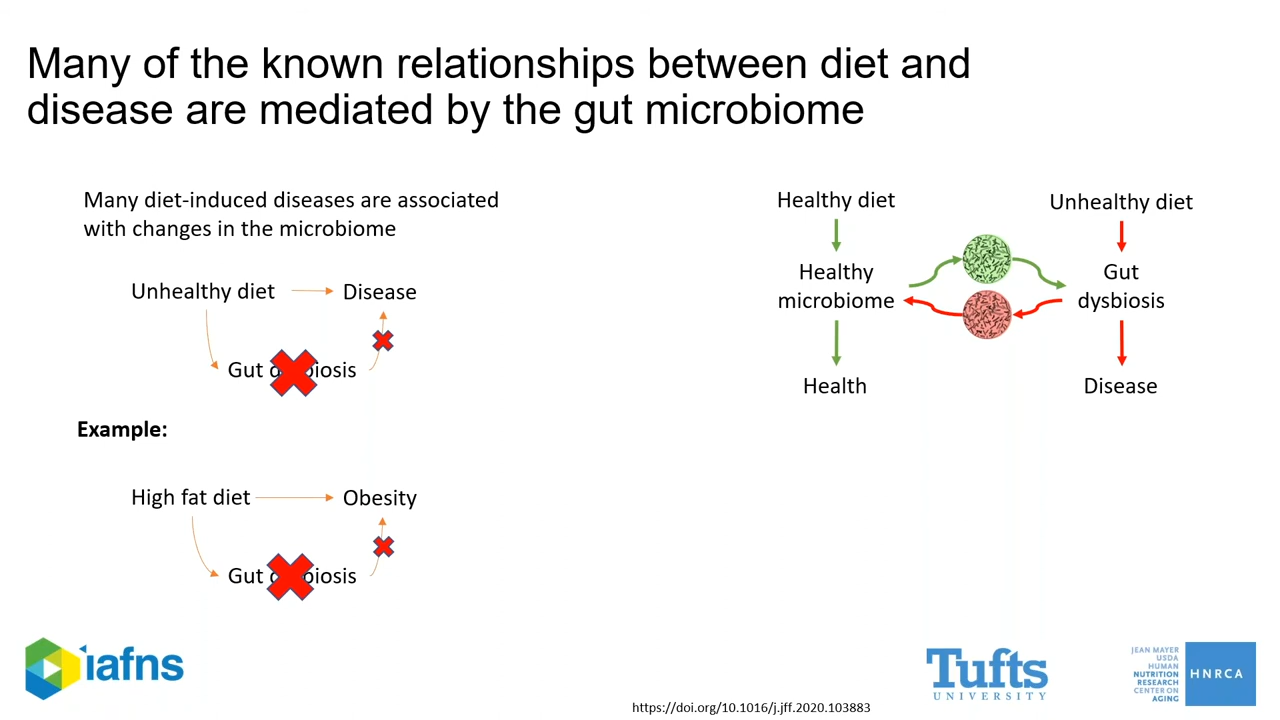 Many of the known relationships between diet and
disease are mediated by the gut microbiome
Many diet-induced diseases are associated
with changes in the microbiome
Unhealthy diet
Disease
Gut d iosis
Example:
High fat diet
Obesity
Gut d iosis
Healthy diet
Unhealthy diet
Healthy
microbiome
Gut
dysbiosis
Health
Disease
iafns
https://doi.org/10.1016/j.jff.2020.103883
Tufts
UNIVERSITY
JEAN MAYER
USDA
HUMAN
NUTRITION
RESEARCH
CENTER ON
AGING
HNRCA